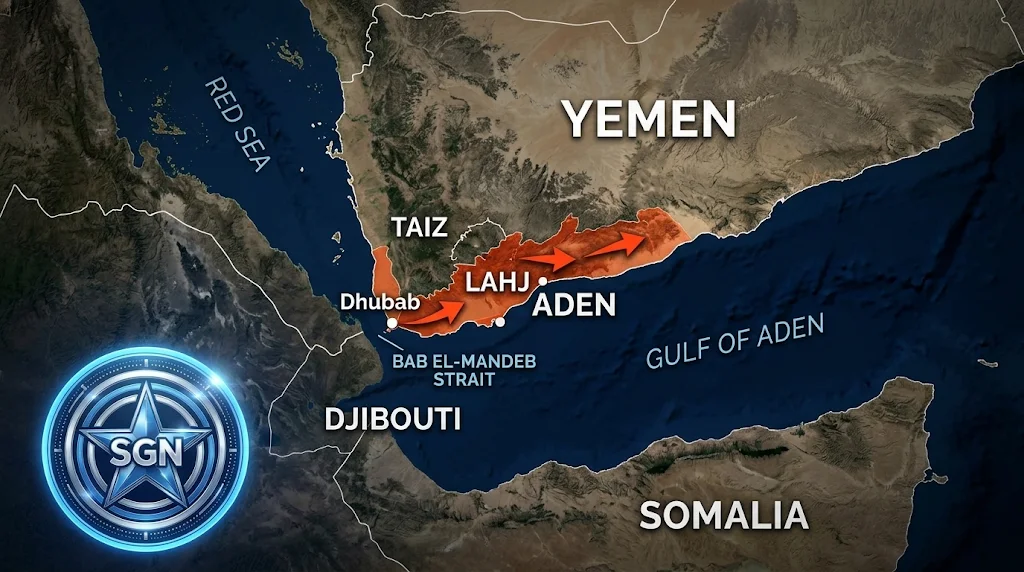 RED SEA
YEMEN
TAIZ
LAHJ
Dhubab
ADEN
BAB EL-MANDEB
STRAIT
GULF OF ADEN
DJIBOUTI
SGN
SOMALIA